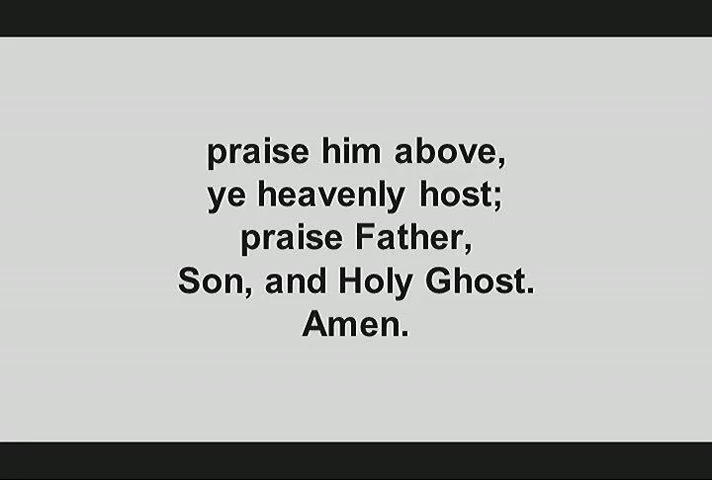 praise him above,
ye heavenly host;
praise Father,
Son, and Holy Ghost.
Amen.